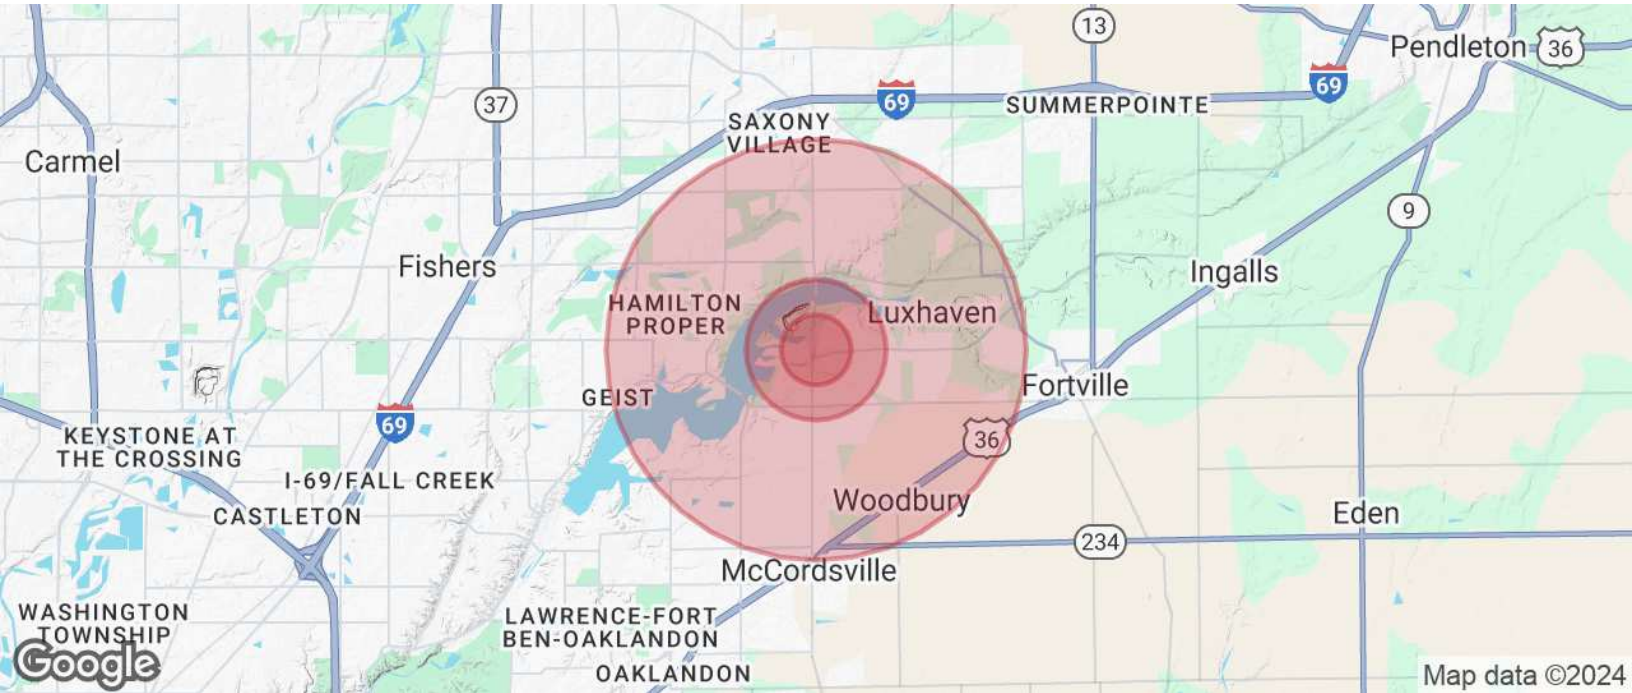 13
Pendleton
36
69
69
37
SUMMERPOINTE
SAXONY
VILLAGE
Carmel
9
Fishers
Ingalls
HAMILTON
PROPER
Luxhaven
Fortville
GEIST
69
36
KEYSTONE AT
THE CROSSING
I-69/FALL CREEK
CASTLETON
Woodbury
Eden
234
McCordsville
WASHINGTON
TOWNSHIP
LAWRENCE-FORT
BEN-OAKLANDON
OAKLANDON
Google
Map data ©2024